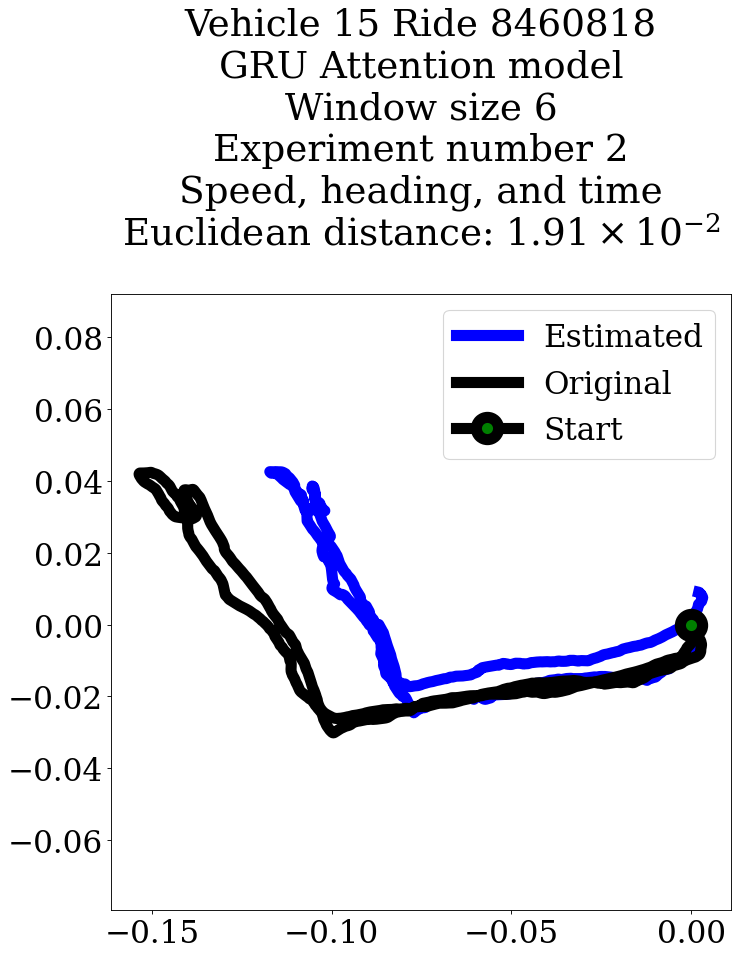 Vehicle 15 Ride 8460818
GRU Attention model
Window size 6
Experiment number 2
Speed, heading, and time
Euclidean distance: 1.91 × 10⁻²
Estimated
Original
Start
0.08
0.06
0.04
0.02
0.00
−0.02
−0.04
−0.06
−0.15 −0.10 −0.05 0.00